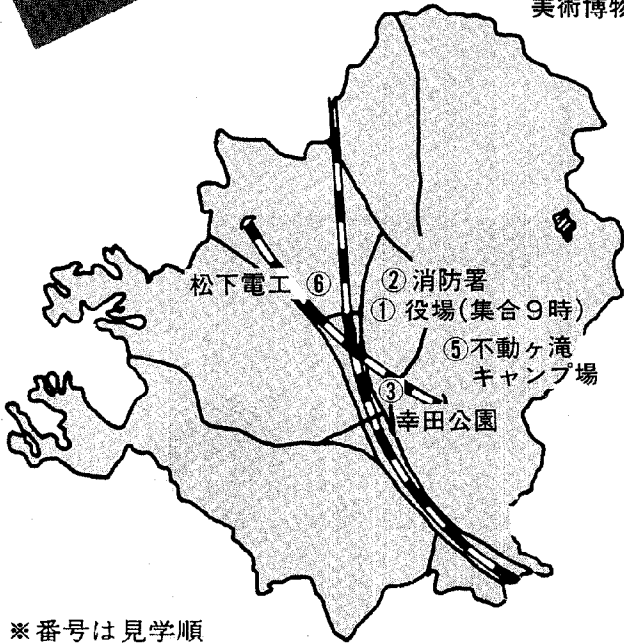 美術博物
松下電工 ⑥
② 消防署
① 役場(集合9時)
⑤不動ヶ滝
キャンプ場
③
幸田公園
※番号は見学順